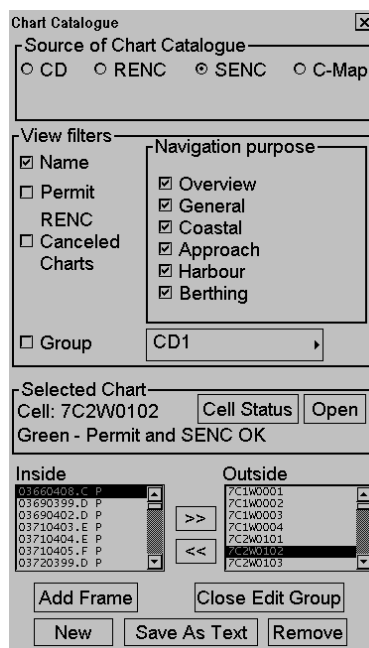 Chart Catalogue
Source of Chart Catalogue
CD RENC SENC C-Map
View filters
Name
Permit
RENC
Canceled
Charts
Navigation purpose
Overview
General
Coastal
Approach
Harbour
Berthing
Group CD1
Selected Chart
Cell: 7C2W0102 Cell Status Open
Green - Permit and SENC OK
Inside
03660408.C P
03690399.D P
03690402.D P
03710403.E P
03710404.E P
03710405.F P
03720399.D P
>>
<<
Outside
7C1W0001
7C1W0002
7C1W0003
7C1W0004
7C2W0101
7C2W0102
7C2W0103
Add Frame Close Edit Group
New Save As Text Remove